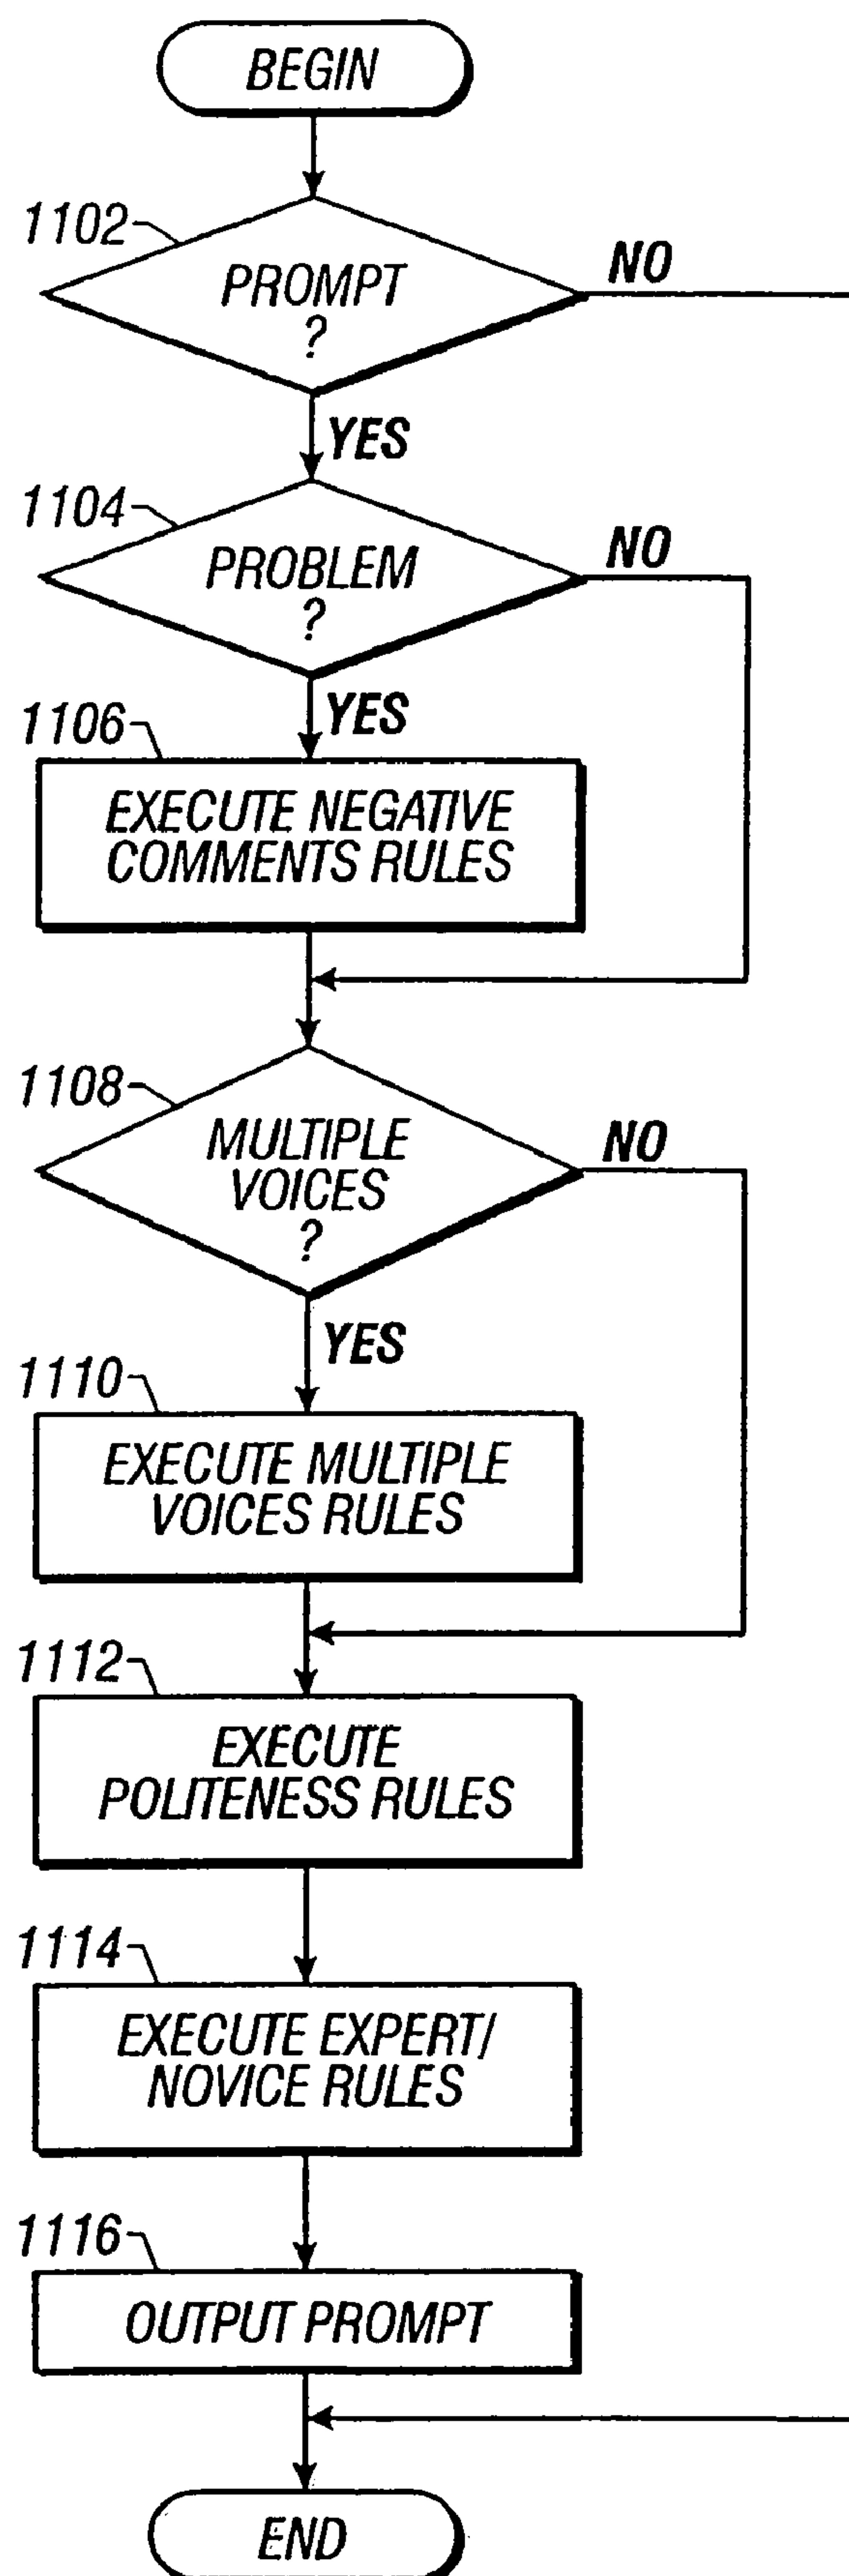 BEGIN
1102
PROMPT
?
NO
YES
1104
PROBLEM
?
NO
YES
1106
EXECUTE NEGATIVE
COMMENTS RULES
1108
MULTIPLE
VOICES
?
NO
YES
1110
EXECUTE MULTIPLE
VOICES RULES
1112
EXECUTE
POLITENESS RULES
1114
EXECUTE EXPERT/
NOVICE RULES
1116
OUTPUT PROMPT
END